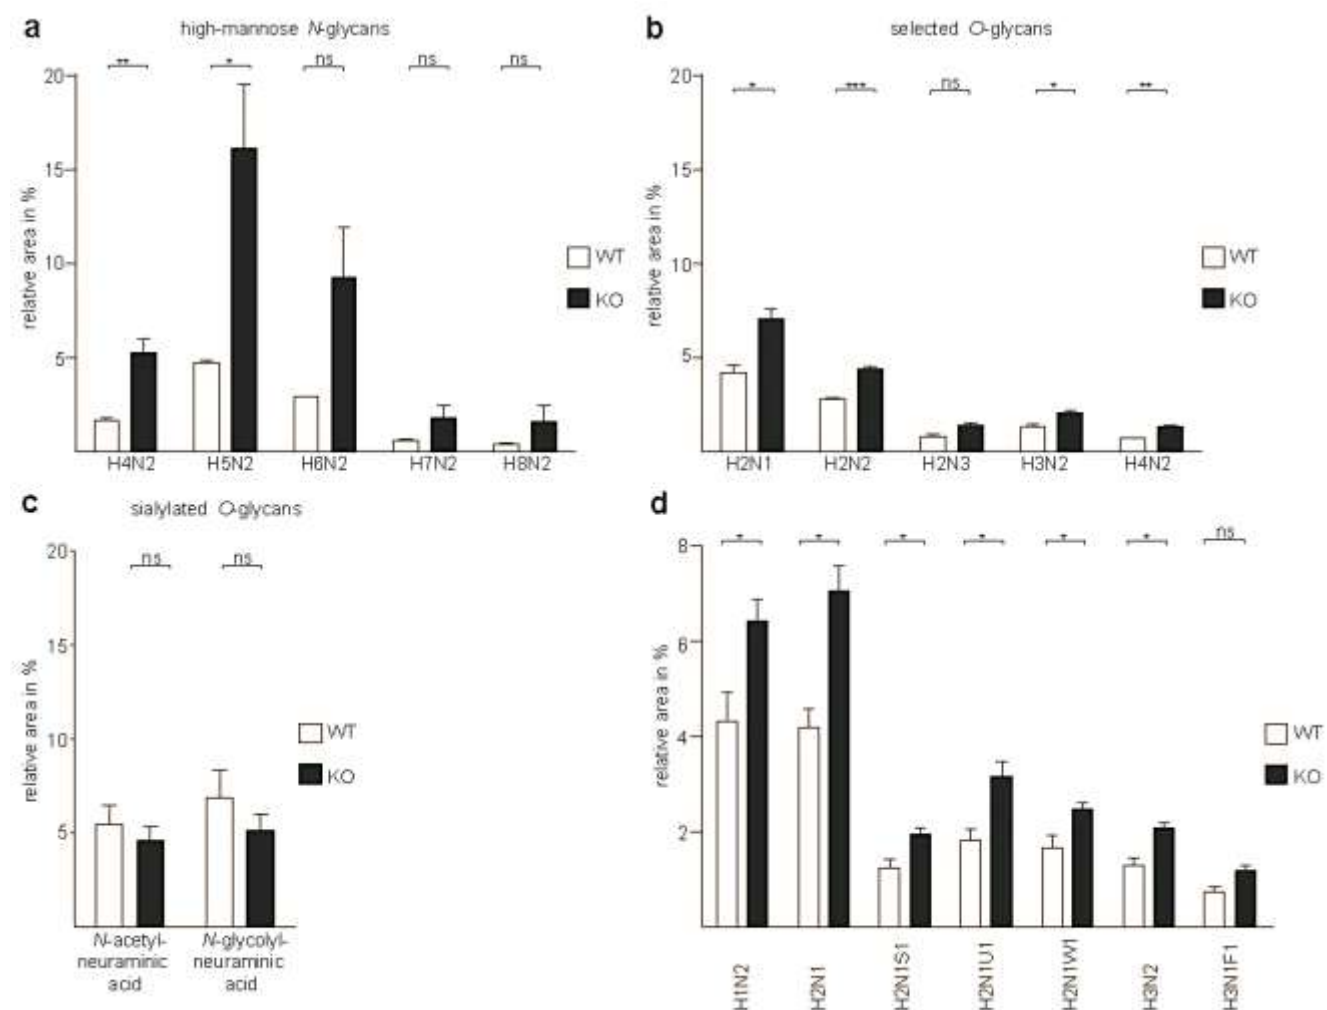 a
high-mannose N-glycans
** * ns ns ns
20
15
10
5
relative area in %
H4N2 H5N2 H6N2 H7N2 H8N2
WT
KO
b
selected O-glycans
* *** ns * **
20
15
10
5
relative area in %
H2N1 H2N2 H2N3 H3N2 H4N2
WT
KO
c
sialylated O-glycans
ns ns
20
15
10
5
relative area in %
N-acetyl- N-glycolyl-
neuraminic neuraminic
acid acid
WT
KO
d
* * * * * * ns
8
6
4
2
relative area in %
H1N2
H2N1
H2N1S1
H2N1U1
H2N1W1
H3N2
H3N1F1
WT
KO